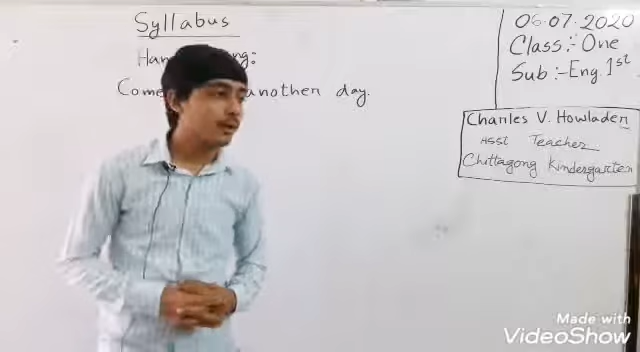 Syllabus
06.07.2020
Class :- One
Sub :- Eng. 1st
Come another day.
Charles V. Howlader
Asst Teacher
Chittagong Kindergarten
Made with
VideoShow